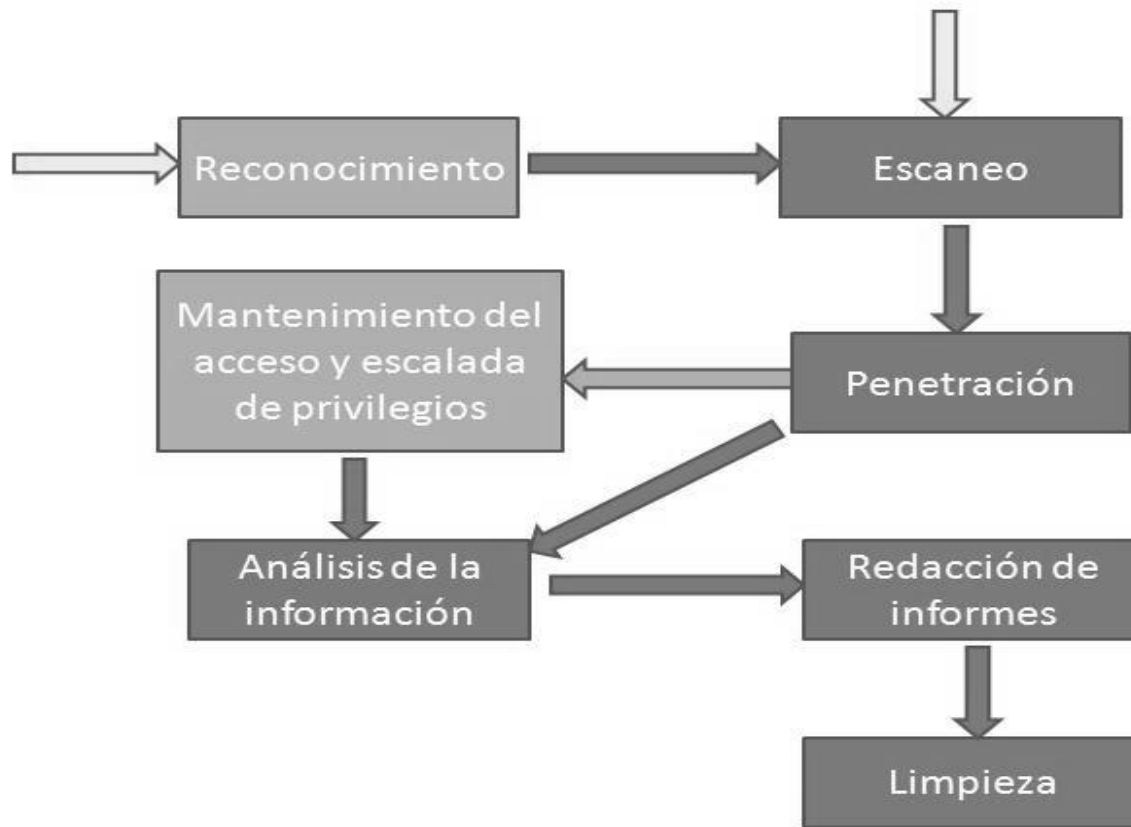 Reconocimiento
Escaneo
Mantenimiento del
acceso y escalada
de privilegios
Penetración
Análisis de la
información
Redacción de
informes
Limpieza